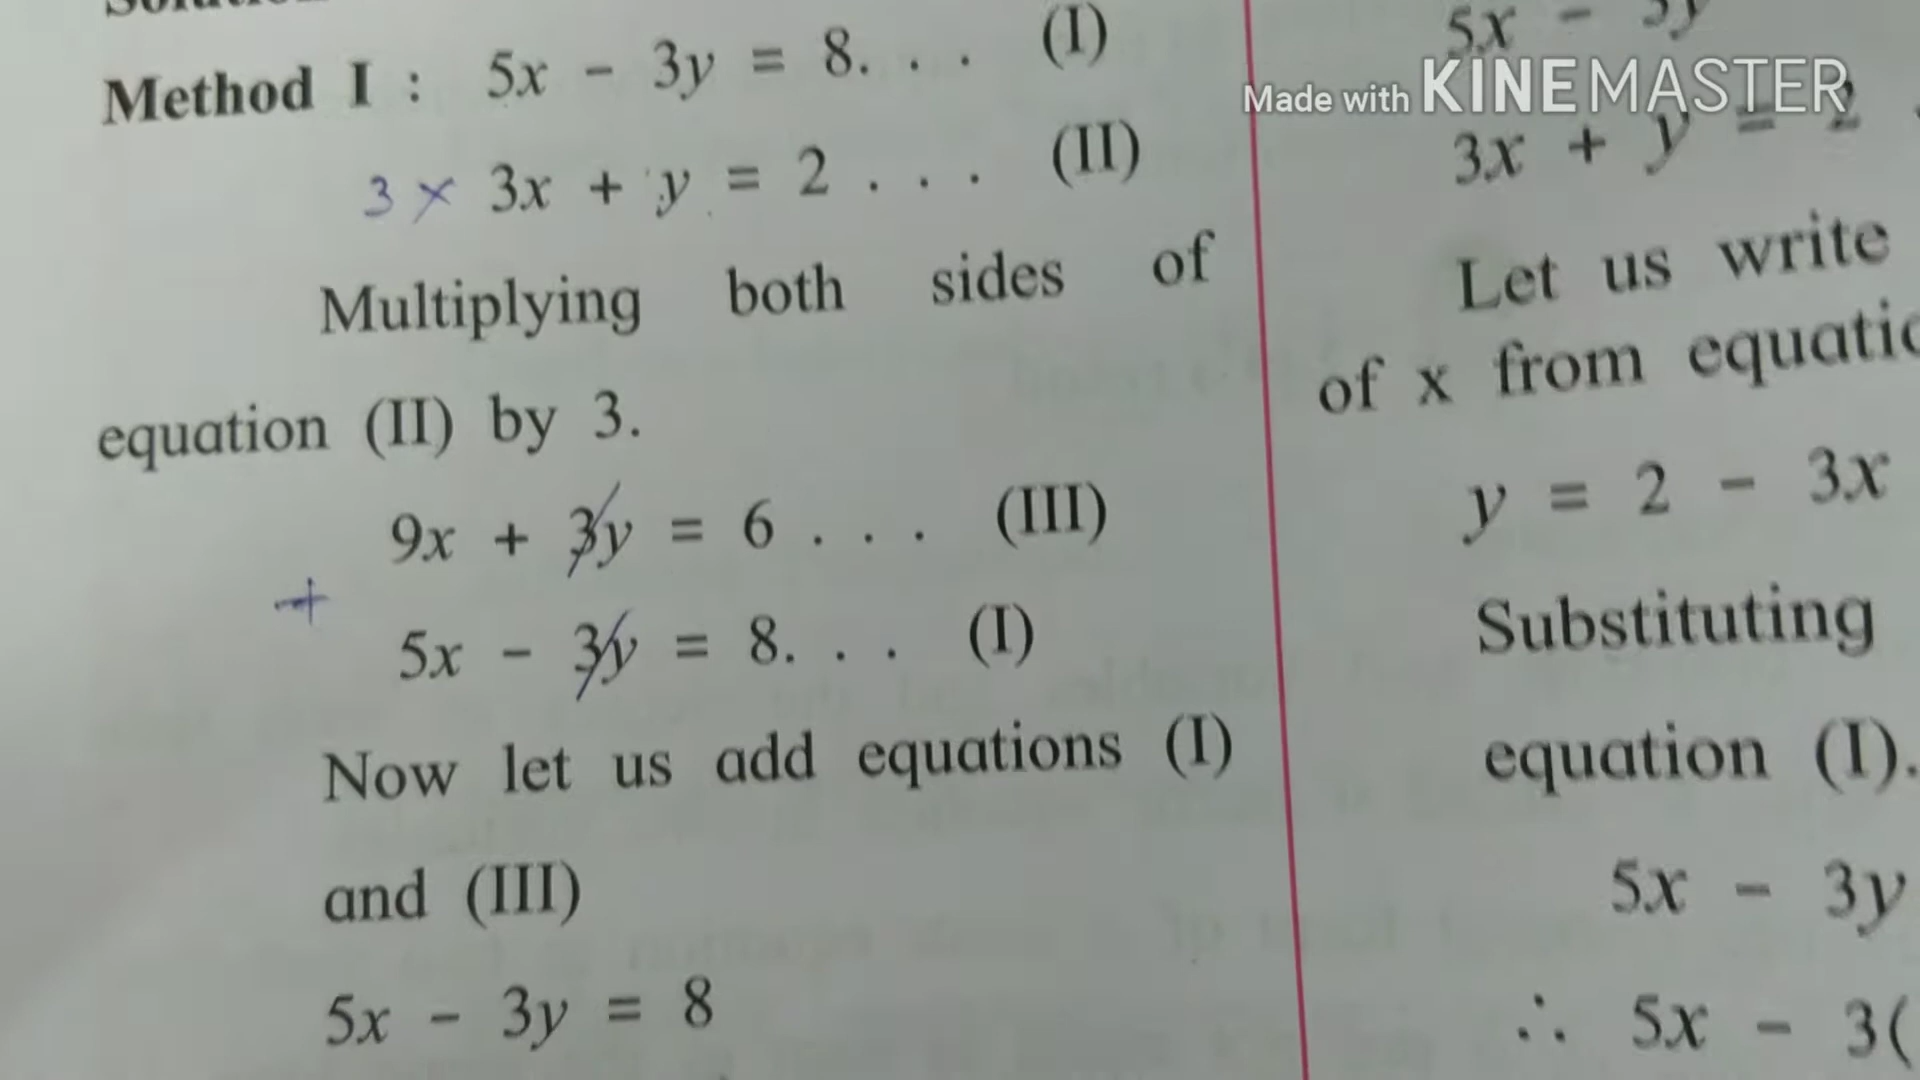 Method I : 5x - 3y = 8. . . (I)
3 × 3x + y = 2 . . . (II)
Multiplying both sides of
equation (II) by 3.
9x + 3y = 6 . . . (III)
+
5x - 3y = 8. . . (I)
Now let us add equations (I)
and (III)
5x - 3y = 8
5x - 3y
Made with KINEMASTER
3x + y = 2
Let us write
of x from
y = 2 - 3x
Substituting
equation (I).
5x - 3y
∴ 5x - 3(